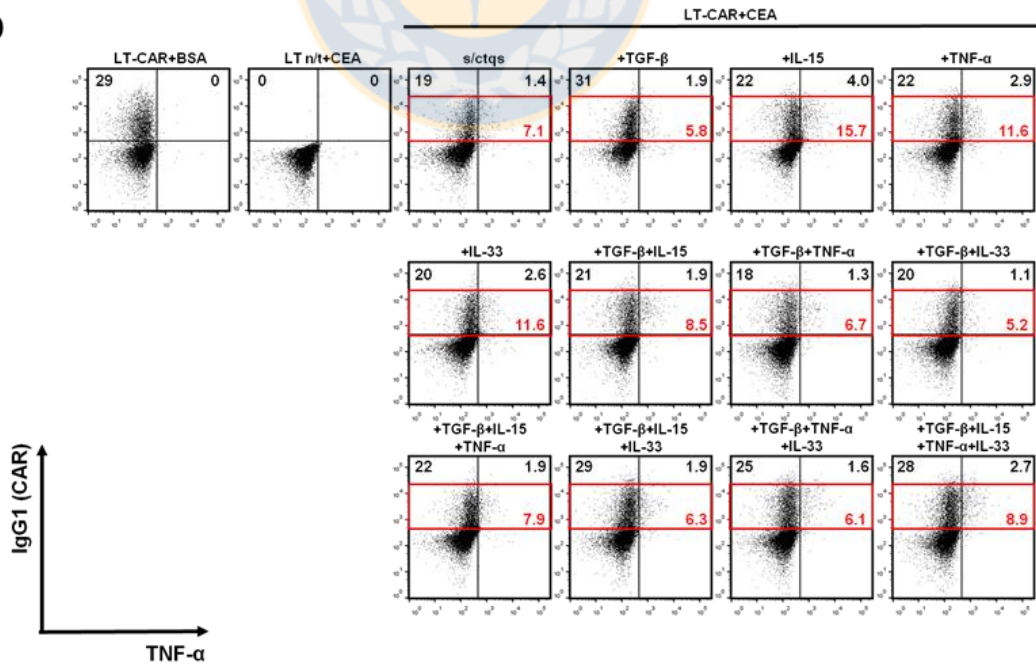 LT-CAR+CEA
LT-CAR+BSA LT n/t+CEA s/ctqs +TGF-β +IL-15 +TNF-α
29 0 0 0 19 1.4 31 1.9 22 4.0 22 2.9
7.1 5.8 15.7 11.6
+IL-33 +TGF-β+IL-15 +TGF-β+TNF-α +TGF-β+IL-33
20 2.6 21 1.9 18 1.3 20 1.1
11.6 8.5 6.7 5.2
+TGF-β+IL-15 +TGF-β+IL-15 +TGF-β+TNF-α +TGF-β+IL-15
+TNF-α +IL-33 +IL-33 +TNF-α+IL-33
22 1.9 29 1.9 25 1.6 28 2.7
7.9 6.3 6.1 8.9
IgG1 (CAR)
TNF-α